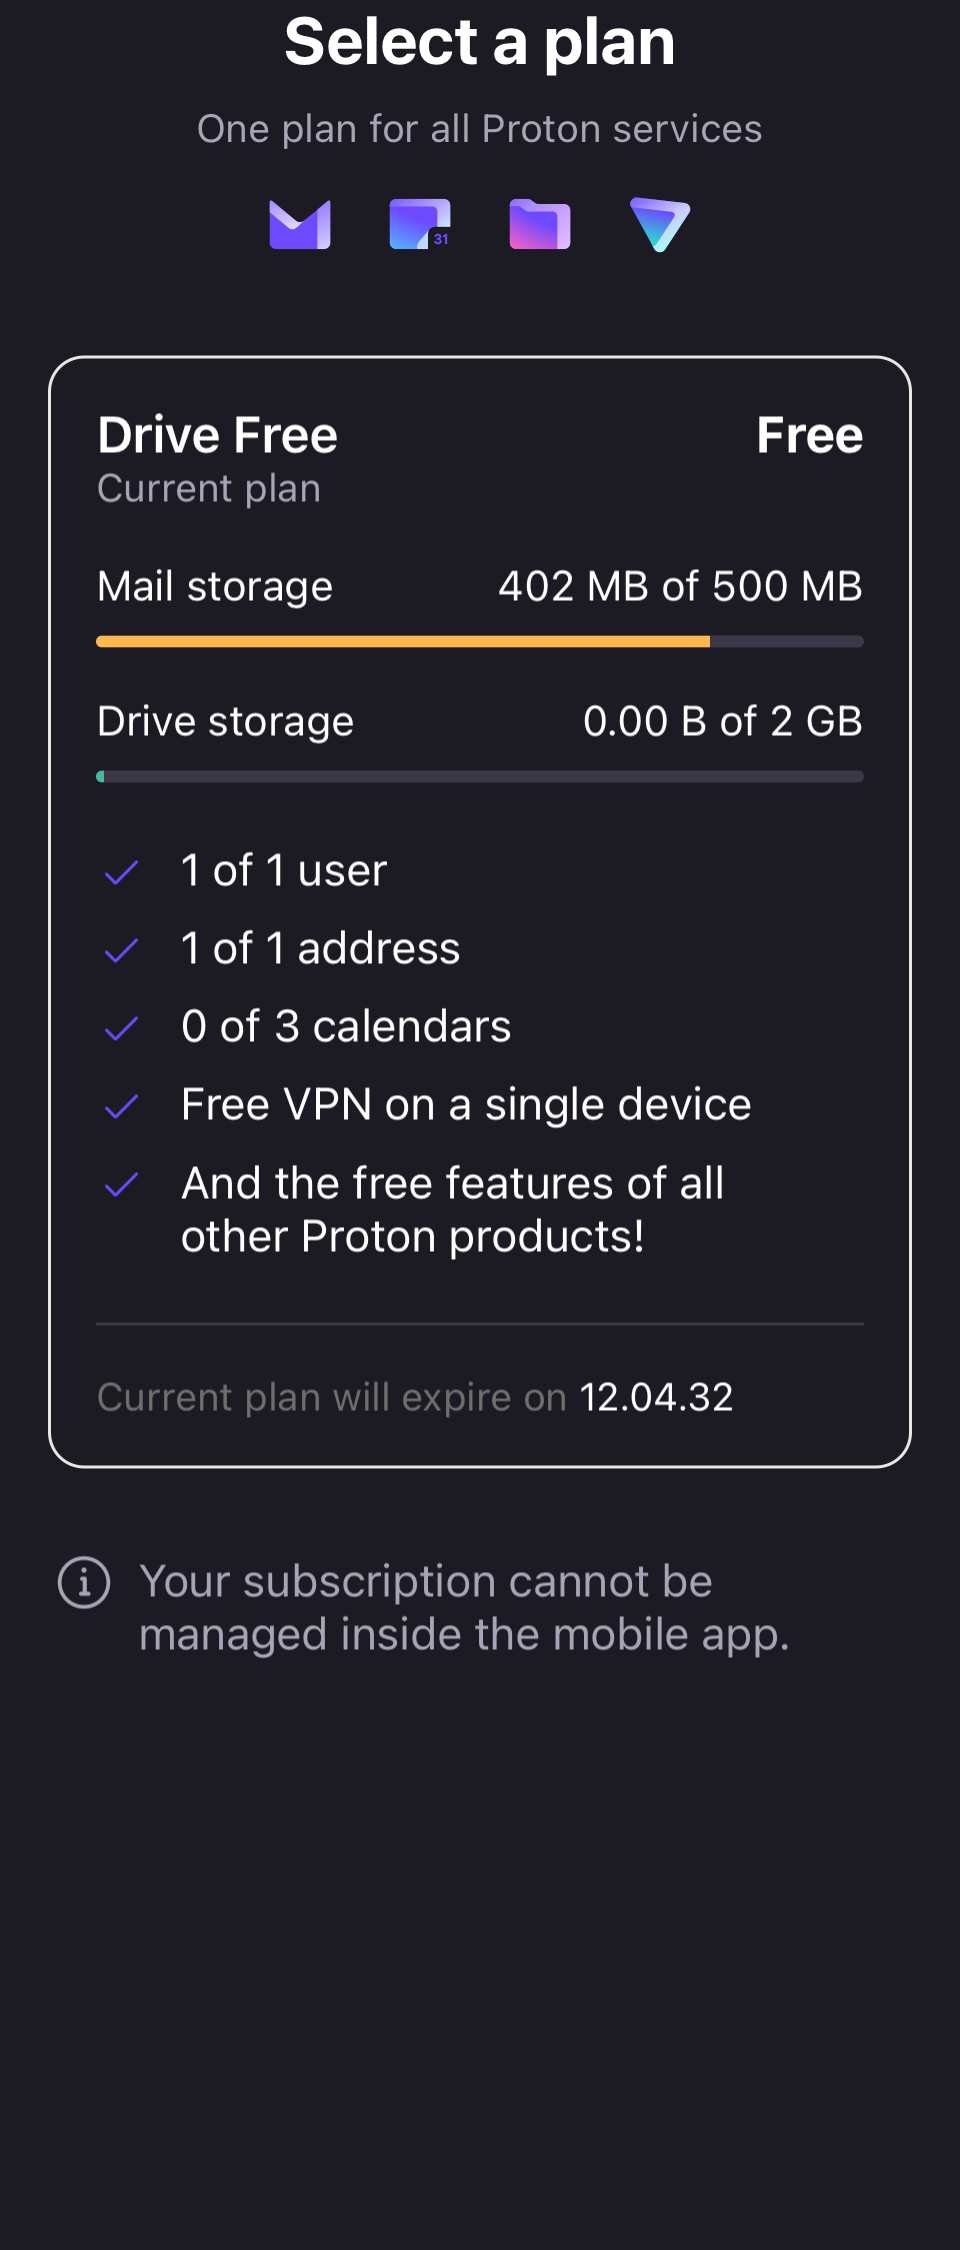 Select a plan
One plan for all Proton services
31
Drive Free
Free
Current plan
Mail storage
402 MB of 500 MB
Drive storage
0.00 B of 2 GB
1 of 1 user
1 of 1 address
0 of 3 calendars
Free VPN on a single device
And the free features of all
other Proton products!
Current plan will expire on 12.04.32
Your subscription cannot be
managed inside the mobile app.